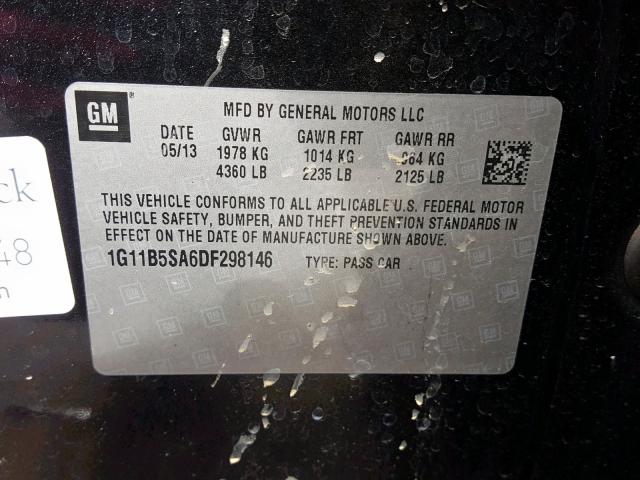 GM
MFD BY GENERAL MOTORS LLC
DATE GVWR GAWR FRT GAWR RR
05/13 1978 KG 1014 KG 964 KG
4360 LB 2235 LB 2125 LB
THIS VEHICLE CONFORMS TO ALL APPLICABLE U.S. FEDERAL MOTOR
VEHICLE SAFETY, BUMPER, AND THEFT PREVENTION STANDARDS IN
EFFECT ON THE DATE OF MANUFACTURE SHOWN ABOVE.
1G11B5SA6DF298146 TYPE: PASS CAR
ck
48
m